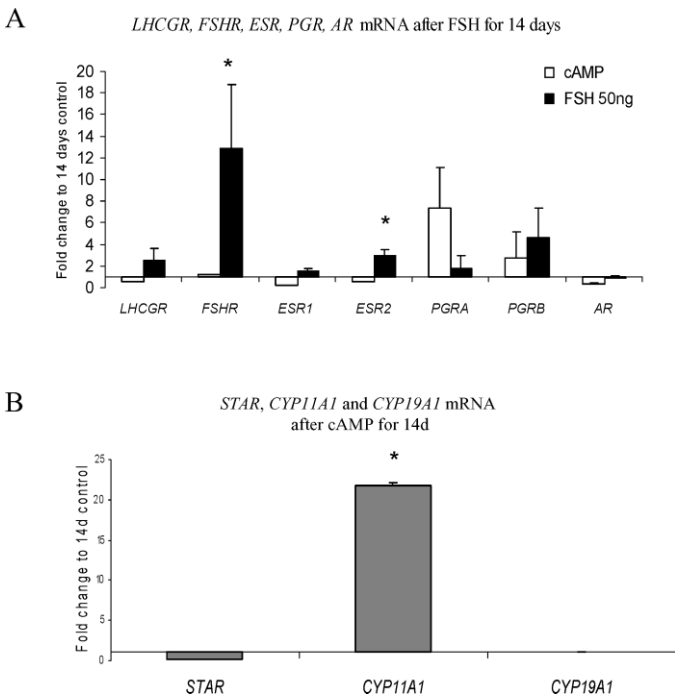 A
LHCGR, FSHR, ESR, PGR, AR mRNA after FSH for 14 days
Fold change to 14 days control
20
18
16
14
12
10
8
6
4
2
0
*
*
cAMP
FSH 50ng
LHCGR FSHR ESR1 ESR2 PGRA PGRB AR
B
STAR, CYP11A1 and CYP19A1 mRNA
after cAMP for 14d
Fold change to 14d control
25
20
15
10
5
0
*
STAR CYP11A1 CYP19A1